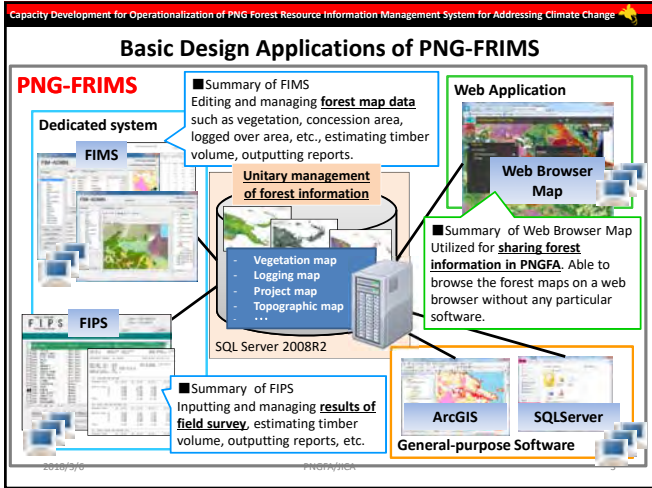 Capacity Development for Operationalization of PNG Forest Resource Information Management System for Addressing Climate Change
Basic Design Applications of PNG-FRIMS
PNG-FRIMS
■Summary of FIMS
Editing and managing forest map data
such as vegetation, concession area,
logged over area, etc., estimating timber
volume, outputting reports.
Dedicated system
FIMS
Web Application
Web Browser
Map
Unitary management
of forest information
- Vegetation map
- Logging map
- Project map
- Topographic map
- ...
SQL Server 2008R2
■Summary of Web Browser Map
Utilized for sharing forest
information in PNGFA. Able to
browse the forest maps on a web
browser without any particular
software.
F I P S
FIPS
■Summary of FIPS
Inputting and managing results of
field survey, estimating timber
volume, outputting reports, etc.
ArcGIS
SQLServer
General-purpose Software
PNGFA/JICA